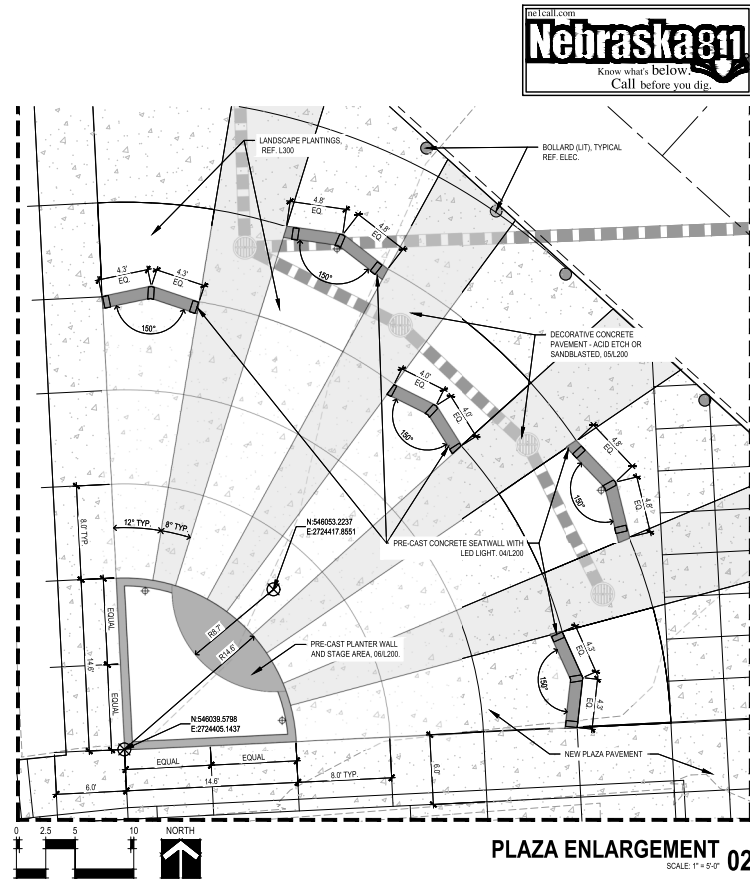 ne1call.com
Nebraska811
Know what's below.
Call before you dig.
LANDSCAPE PLANTINGS,
REF. L300
BOLLARD (LIT), TYPICAL
REF. ELEC.
4.8'
EQ.
4.8'
EQ.
150°
4.3'
EQ.
4.3'
EQ.
150°
DECORATIVE CONCRETE
PAVEMENT - ACID ETCH OR
SANDBLASTED, 05/L200
4.0'
EQ.
4.0'
EQ.
150°
4.8'
EQ.
4.8'
EQ.
150°
8.0' TYP.
12° TYP.
8° TYP.
N:546053.2237
E:2724417.8551
PRE-CAST CONCRETE SEATWALL WITH
LED LIGHT. 04/L200
EQUAL
14.6'
EQUAL
R8.7'
R14.6'
PRE-CAST PLANTER WALL
AND STAGE AREA, 06/L200.
4.3'
EQ.
4.3'
EQ.
150°
N:546039.5798
E:2724405.1437
NEW PLAZA PAVEMENT
EQUAL
EQUAL
6.0'
14.6'
8.0' TYP.
6.0'
0 2.5 5 10
NORTH
PLAZA ENLARGEMENT 02
SCALE: 1" = 5'-0"